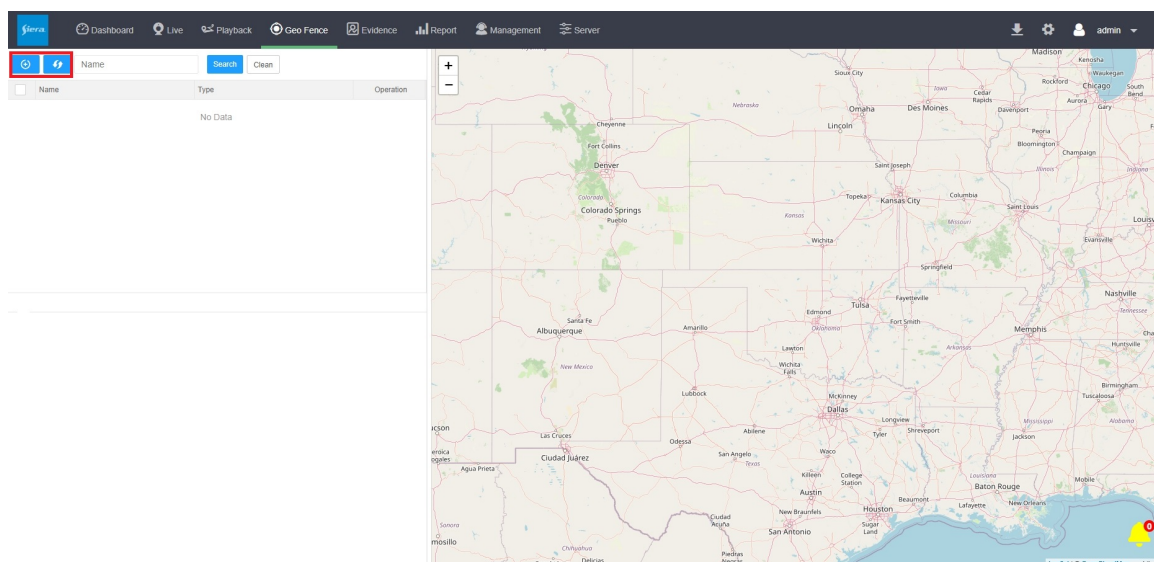 Siera Dashboard Live Playback Geo Fence Evidence Report Management Server admin
Name Search Clean
Name Type Operation
No Data
+
−
Madison
Kenosha
Sioux City
Waukegan
Rockford
Chicago
South Bend
Iowa
Cedar Rapids
Aurora
Gary
Nebraska
Omaha
Des Moines
Davenport
Cheyenne
Lincoln
Peoria
Fort Collins
Bloomington
Champaign
Denver
Saint Joseph
Illinois
Indiana
Colorado
Topeka
Kansas City
Columbia
Colorado Springs
Saint Louis
Kansas
Pueblo
Missouri
Louisv
Wichita
Evansville
Springfield
Nashville
Tulsa
Fayetteville
Tennessee
Edmond
Santa Fe
Fort Smith
Albuquerque
Amarillo
Oklahoma
Memphis
Cha
Huntsville
Lawton
Arkansas
New Mexico
Wichita Falls
Birmingham
Lubbock
McKinney
Tuscaloosa
Dallas
Longview
Mississippi
Alabama
ucson
Abilene
Tyler
Shreveport
Las Cruces
Jackson
Odessa
eroica
ogales
Ciudad Juárez
San Angelo
Waco
Texas
Agua Prieta
Killeen
College Station
Louisiana
Mobile
Baton Rouge
Austin
Beaumont
Lafayette
New Orleans
New Braunfels
Houston
Ciudad Acuña
Sonora
San Antonio
Sugar Land
0
mosillo
Chihuahua
Piedras
Delicias